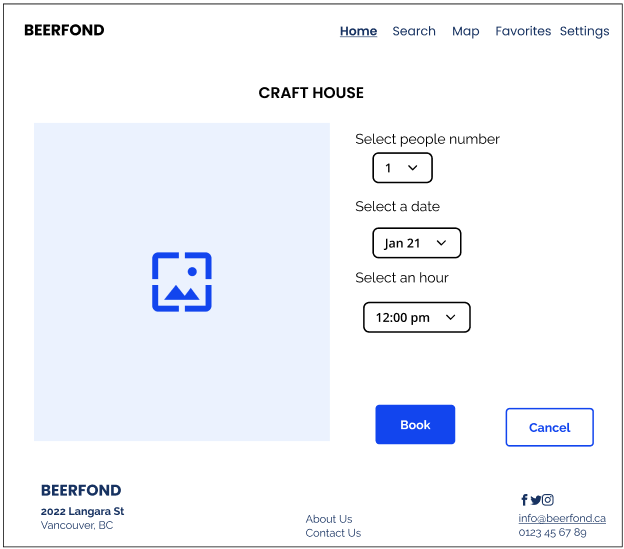 BEERFOND
Home Search Map Favorites Settings
CRAFT HOUSE
Select people number
1
Select a date
Jan 21
Select an hour
12:00 pm
Book Cancel
BEERFOND
2022 Langara St
Vancouver, BC
About Us
Contact Us
info@beerfond.ca
0123 45 67 89